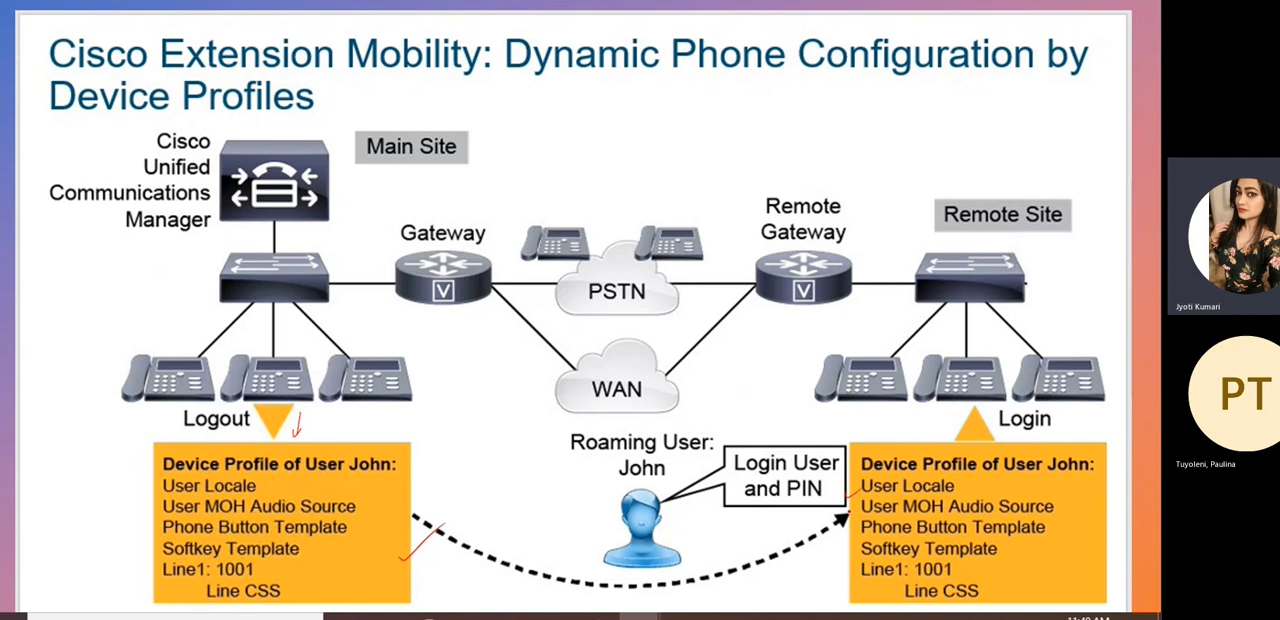 Cisco Extension Mobility: Dynamic Phone Configuration by
Device Profiles
Cisco
Unified
Communications
Manager
Main Site
Gateway
PSTN
WAN
Remote
Gateway
Remote Site
Logout
Login
Roaming User:
John
Login User
and PIN
Device Profile of User John:
User Locale
User MOH Audio Source
Phone Button Template
Softkey Template
Line1: 1001
Line CSS
Device Profile of User John:
User Locale
User MOH Audio Source
Phone Button Template
Softkey Template
Line1: 1001
Line CSS
V
V
Jyoti Kumari
PT
Tuyoleni, Paulina